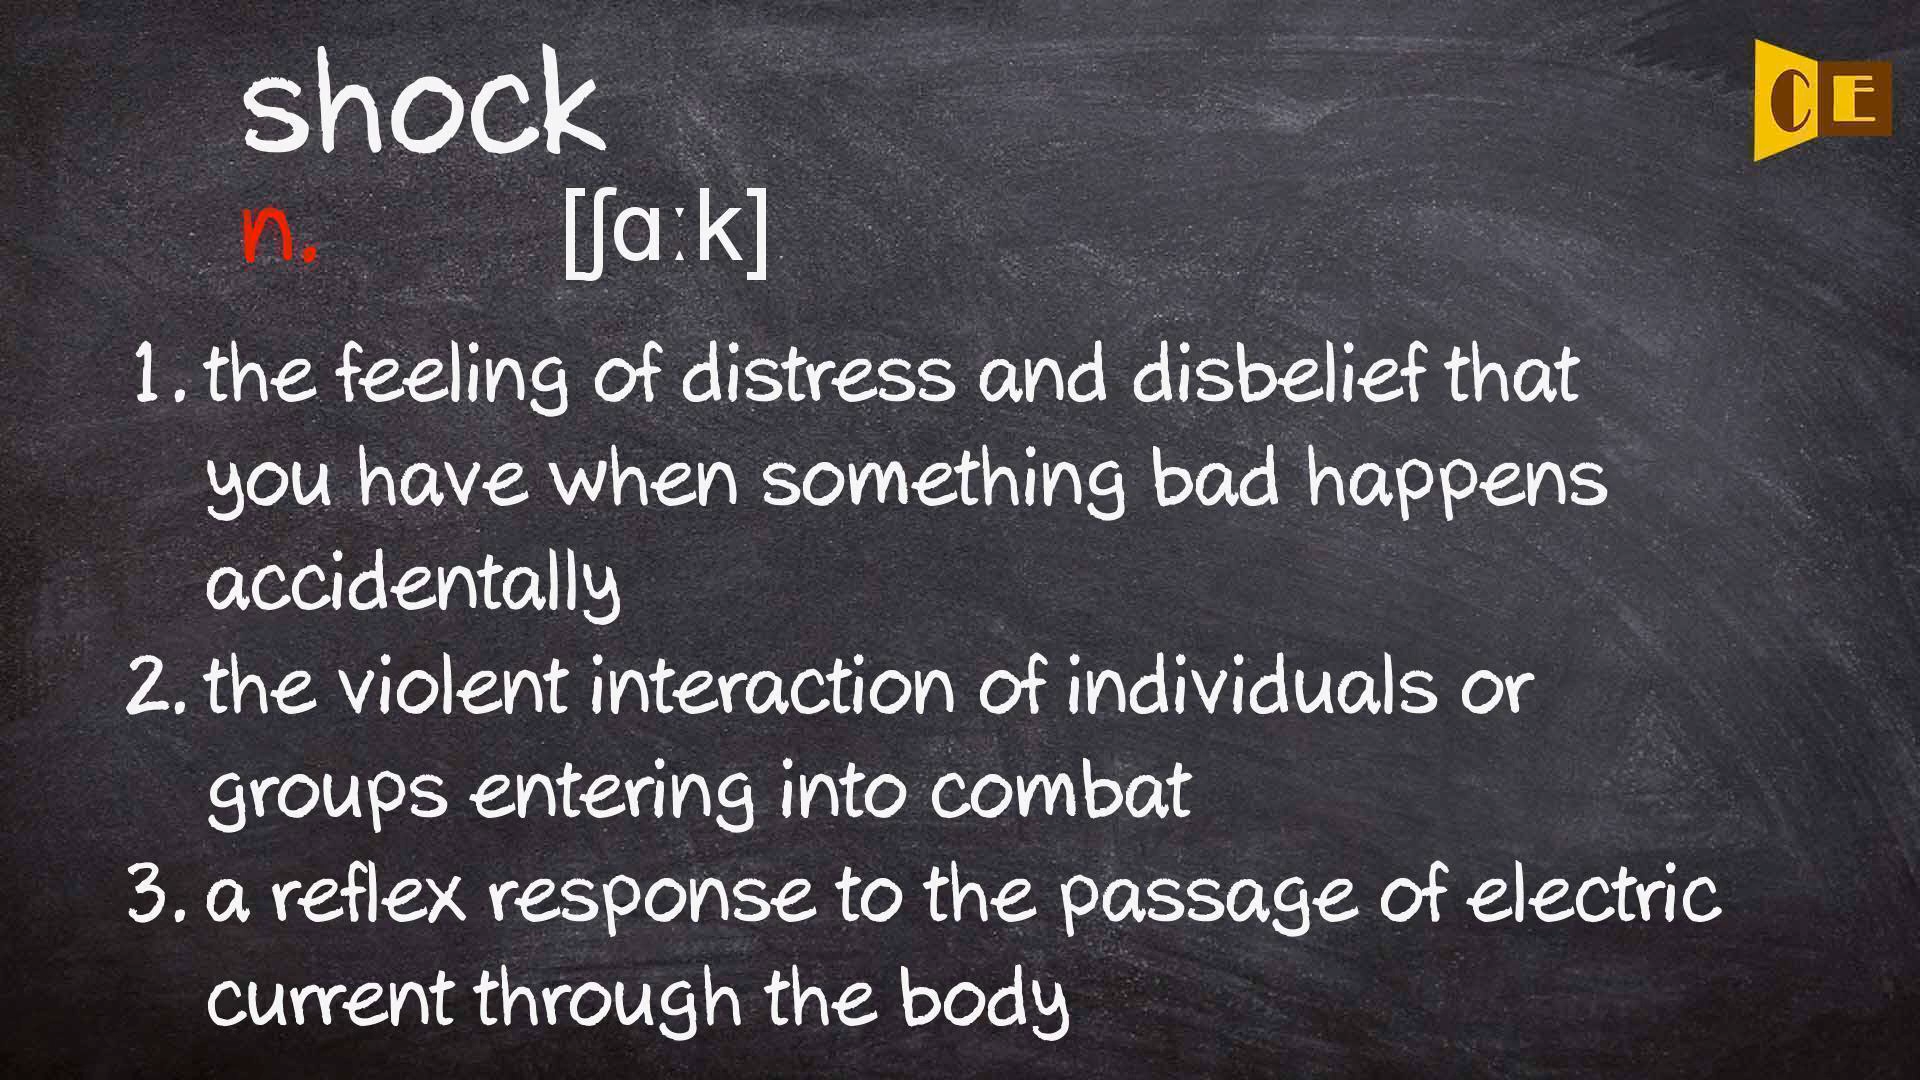 shock
CE
n. [ʃɑːk]
1. the feeling of distress and disbelief that
you have when something bad happens
accidentally
2. the violent interaction of individuals or
groups entering into combat
3. a reflex response to the passage of electric
current through the body